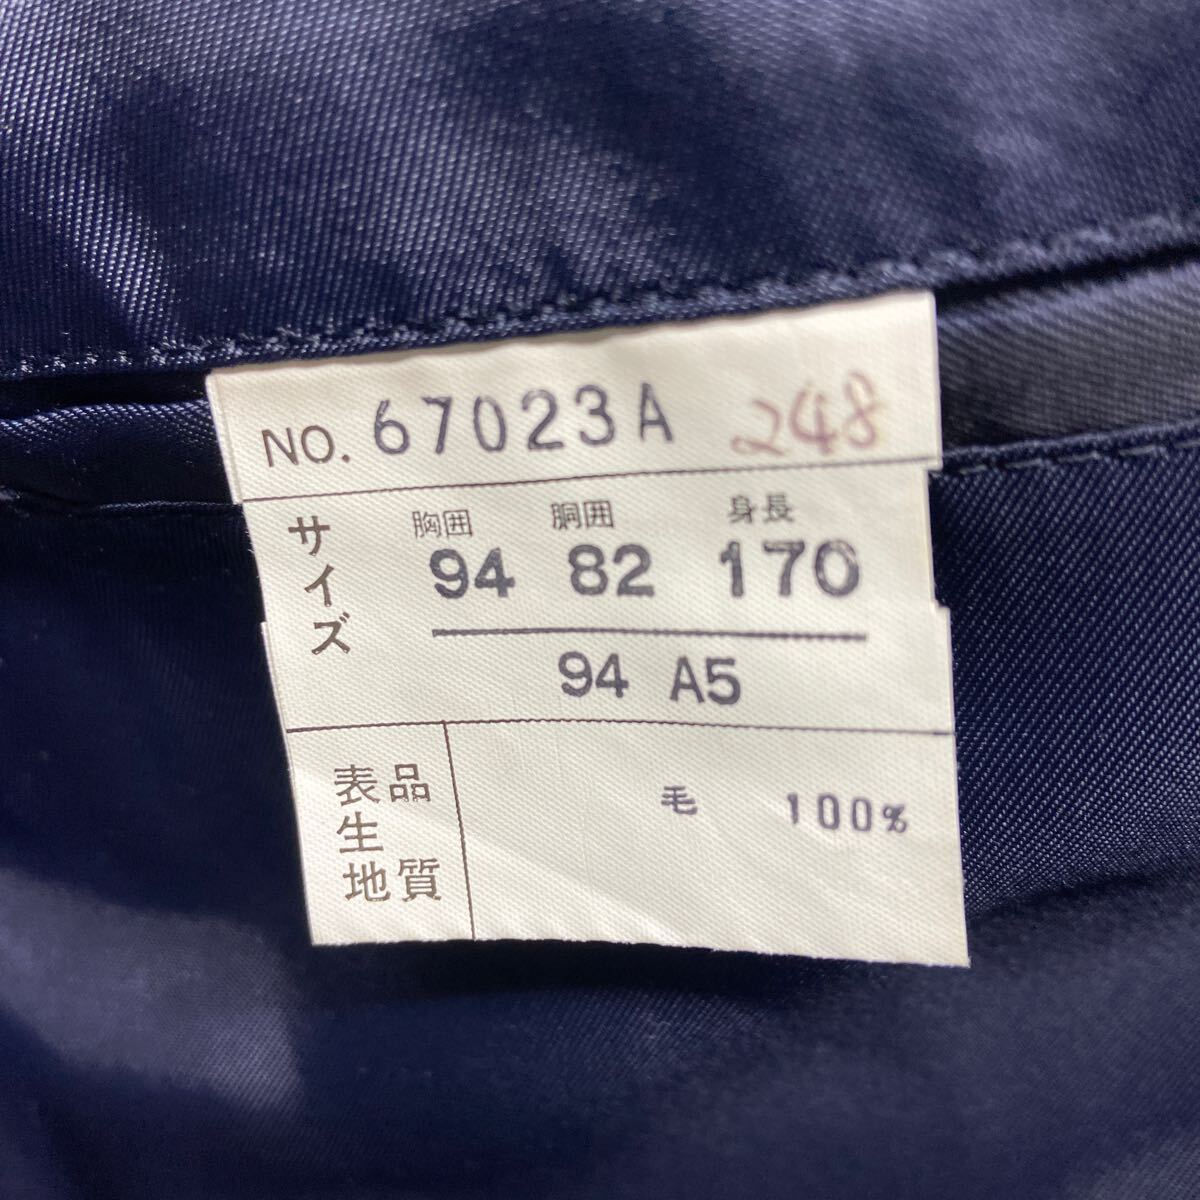 NO. 67023A 248
サイズ
胸囲 胴囲 身長
94 82 170
94 A5
表品
生
地質
毛 100%